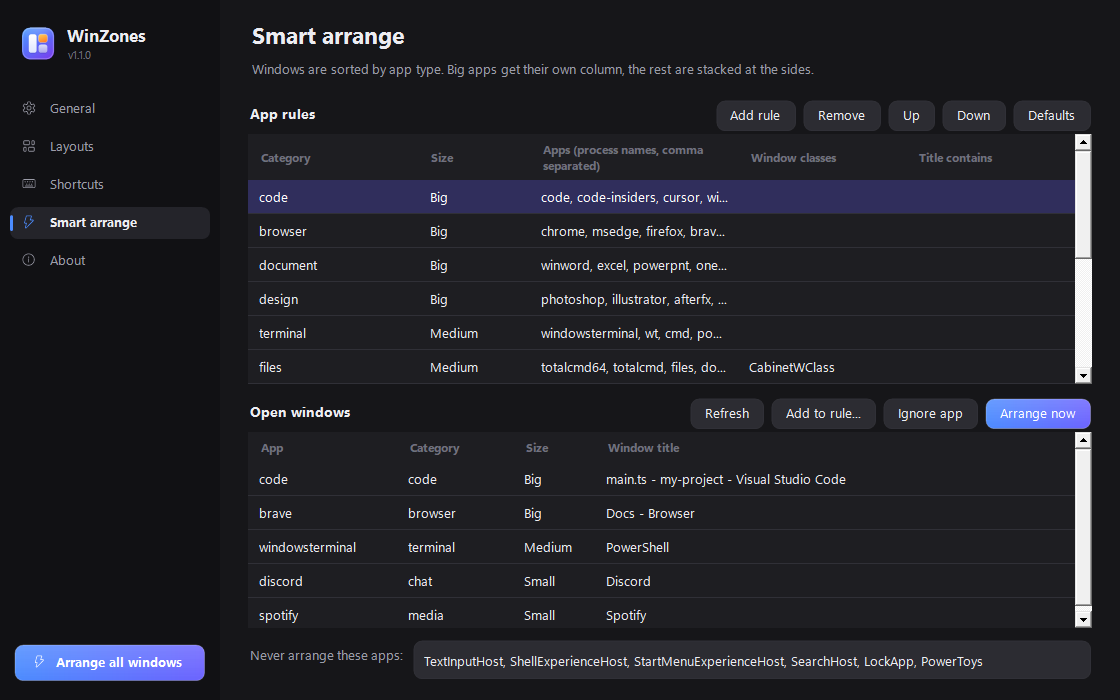 WinZones
v1.1.0
General
Layouts
Shortcuts
Smart arrange
About
Arrange all windows
Smart arrange
Windows are sorted by app type. Big apps get their own column, the rest are stacked at the sides.
App rules
Add rule Remove Up Down Defaults
Category Size Apps (process names, comma separated) Window classes Title contains
code Big code, code-insiders, cursor, wi...
browser Big chrome, msedge, firefox, brav...
document Big winword, excel, powerpnt, one...
design Big photoshop, illustrator, afterfx, ...
terminal Medium windowsterminal, wt, cmd, po...
files Medium totalcmd64, totalcmd, files, do... CabinetWClass
Open windows
Refresh Add to rule... Ignore app Arrange now
App Category Size Window title
code code Big main.ts - my-project - Visual Studio Code
brave browser Big Docs - Browser
windowsterminal terminal Medium PowerShell
discord chat Small Discord
spotify media Small Spotify
Never arrange these apps: TextInputHost, ShellExperienceHost, StartMenuExperienceHost, SearchHost, LockApp, PowerToys